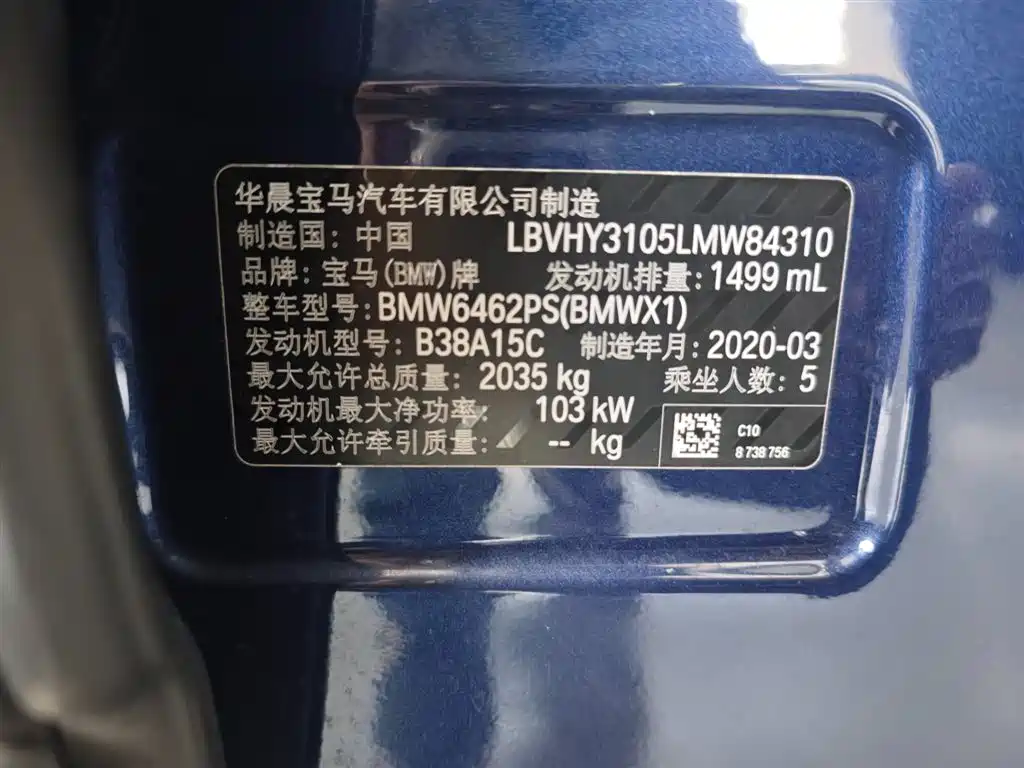 华晨宝马汽车有限公司制造
制造国：中国 LBVHY3105LMW84310
品牌：宝马(BMW)牌 发动机排量：1499 mL
整车型号：BMW6462PS(BMWX1)
发动机型号：B38A15C 制造年月：2020-03
最大允许总质量：2035 kg 乘坐人数：5
发动机最大净功率：103 kW
最大允许牵引质量： -- kg
C10
8 738 756